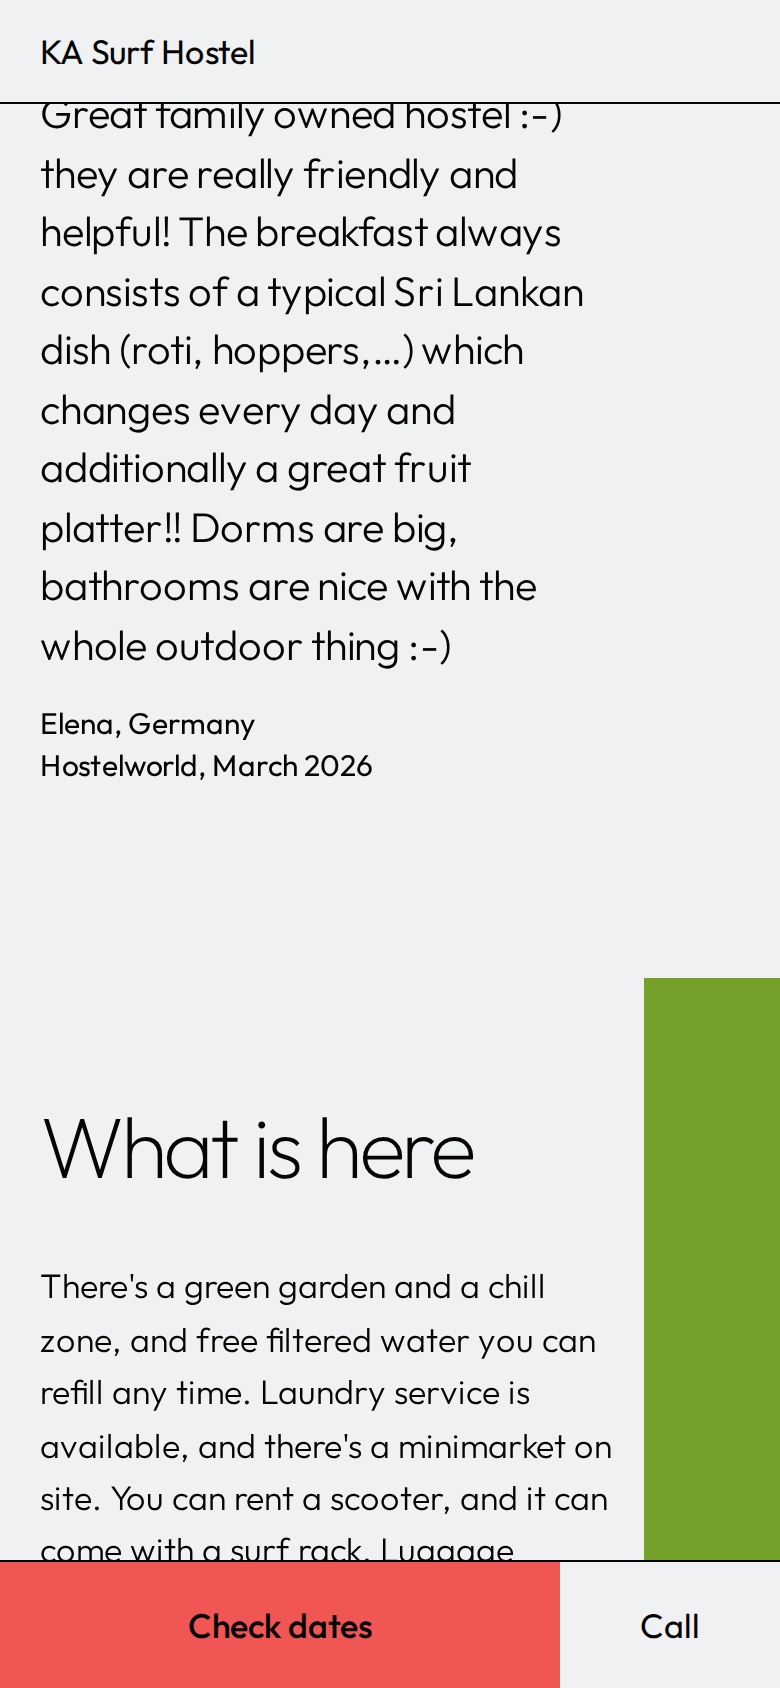 KA Surf Hostel
Great family owned hostel :-)
they are really friendly and
helpful! The breakfast always
consists of a typical Sri Lankan
dish (roti, hoppers,...) which
changes every day and
additionally a great fruit
platter!! Dorms are big,
bathrooms are nice with the
whole outdoor thing :-)
Elena, Germany
Hostelworld, March 2026
What is here
There's a green garden and a chill
zone, and free filtered water you can
refill any time. Laundry service is
available, and there's a minimarket on
site. You can rent a scooter, and it can
come with a surf rack. Luggage
Check dates
Call